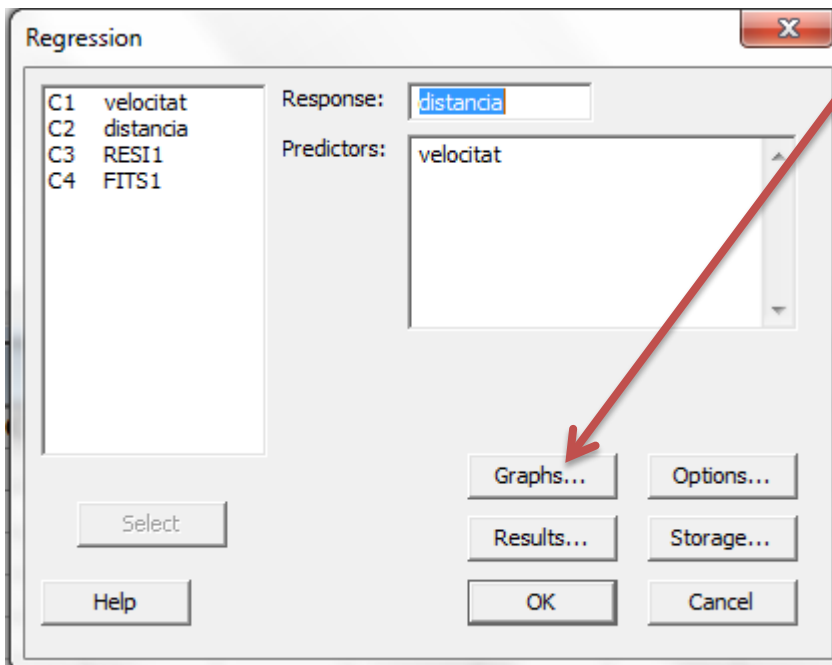 Regression
C1 velocitat
C2 distancia
C3 RESI1
C4 FITS1
Response: distancia
Predictors: velocitat
Graphs... Options...
Select
Results... Storage...
Help OK Cancel